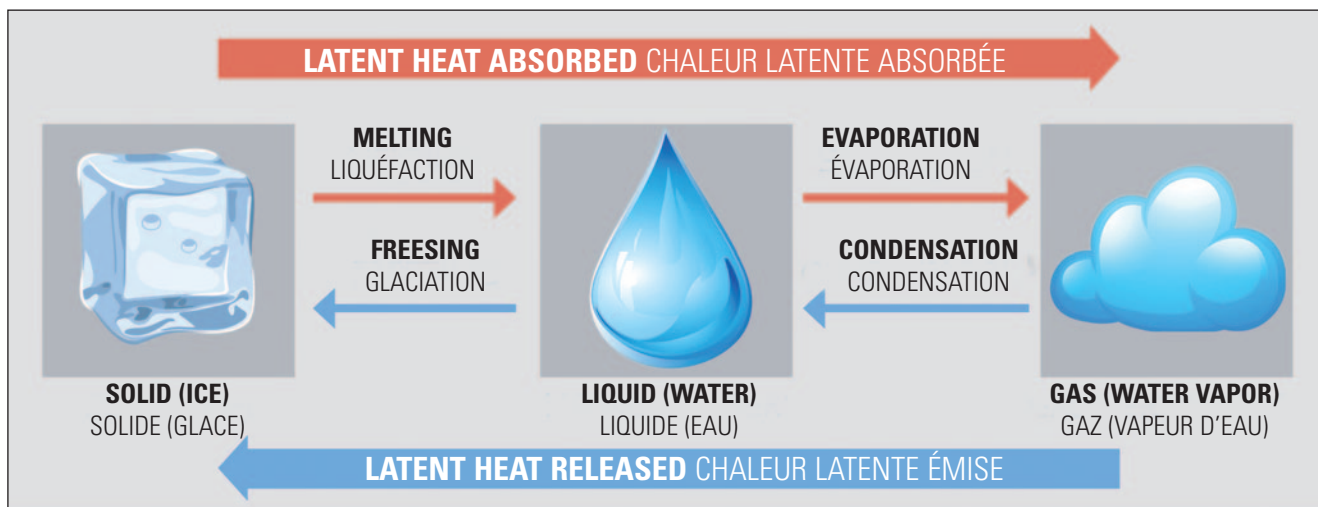 LATENT HEAT ABSORBED CHALEUR LATENTE ABSORBÉE
MELTING
LIQUÉFACTION
EVAPORATION
ÉVAPORATION
FREESING
GLACIATION
CONDENSATION
CONDENSATION
SOLID (ICE)
SOLIDE (GLACE)
LIQUID (WATER)
LIQUIDE (EAU)
GAS (WATER VAPOR)
GAZ (VAPEUR D'EAU)
LATENT HEAT RELEASED CHALEUR LATENTE ÉMISE